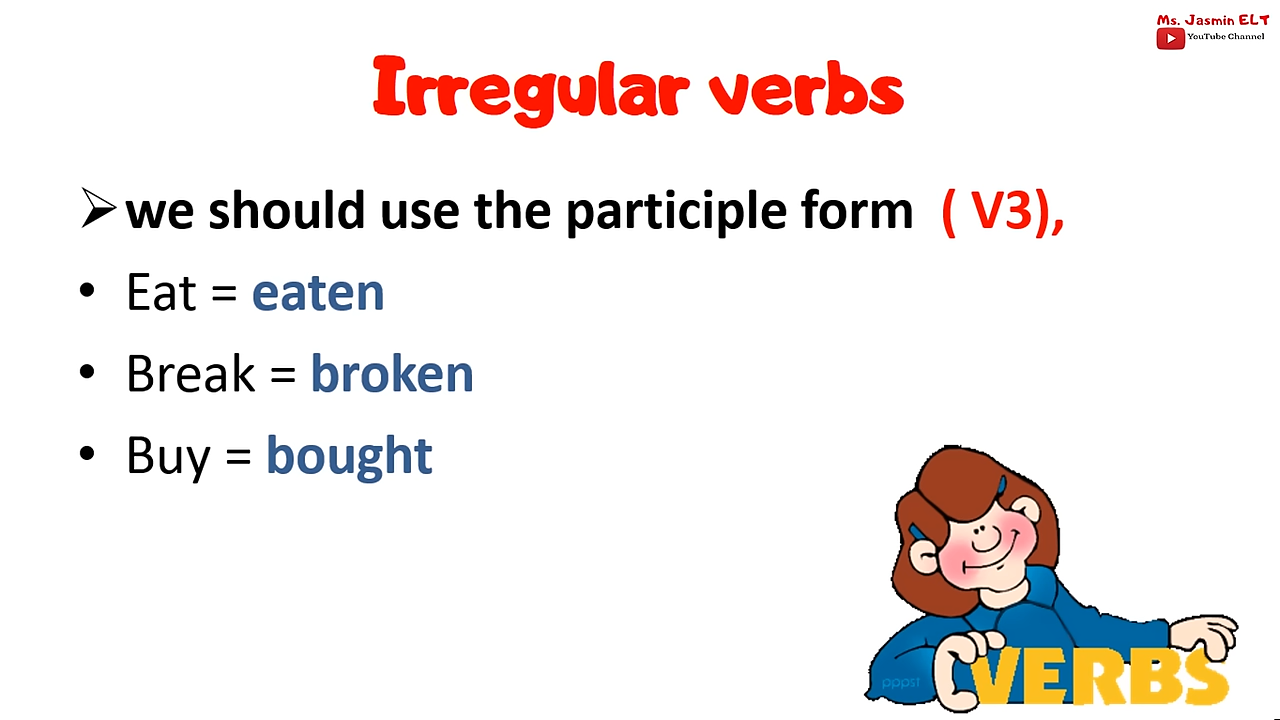 Ms. Jasmin ELT
YouTube Channel
Irregular verbs
➢ we should use the participle form ( V3),
• Eat = eaten
• Break = broken
• Buy = bought
pppst
VERBS